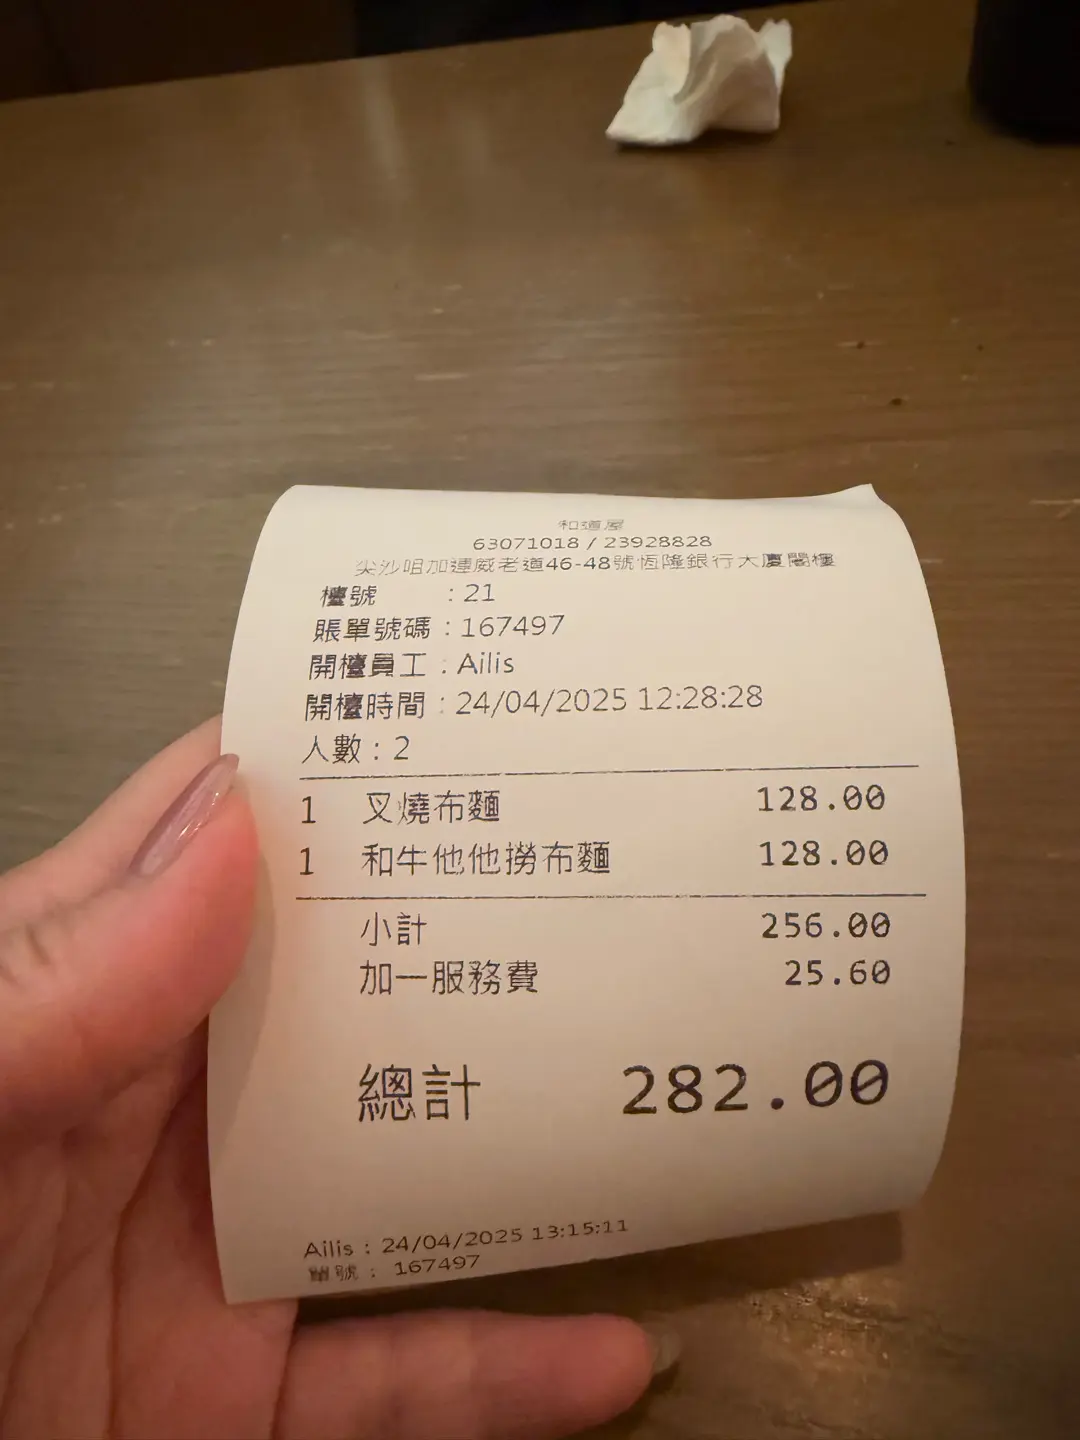 和道屋
63071018 / 23928828
尖沙咀加連威老道46-48號恆隆銀行大廈閣樓
檯號 : 21
賬單號碼 : 167497
開檯員工 : Ailis
開檯時間 : 24/04/2025 12:28:28
人數 : 2
1 叉燒布麵 128.00
1 和牛他他撈布麵 128.00
小計 256.00
加一服務費 25.60
總計 282.00
Ailis : 24/04/2025 13:15:11
單號 : 167497